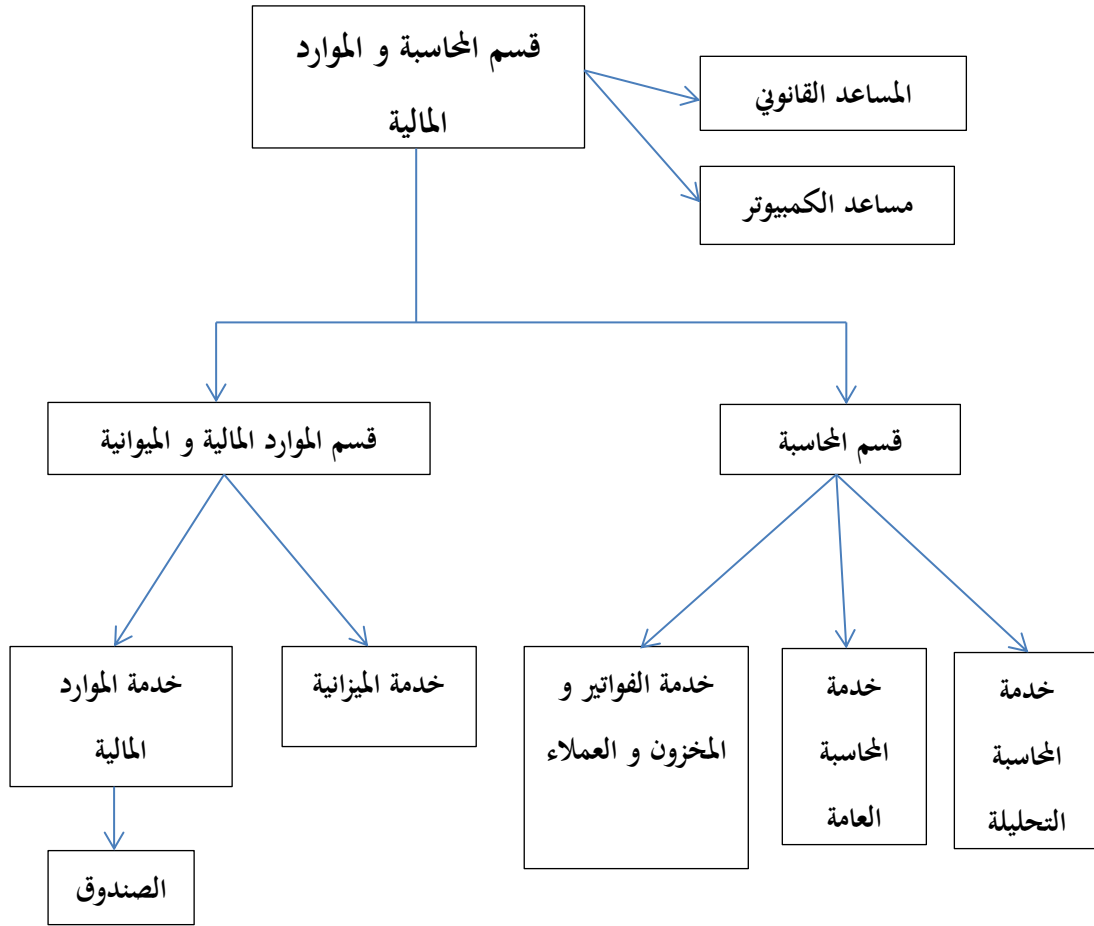 قسم المحاسبة و الموارد
المالية
المساعد القانوني
مساعد الكمبيوتر
قسم المحاسبة
قسم الموارد المالية و الميوانية
خدمة
المحاسبة
التحليلة
خدمة
المحاسبة
العامة
خدمة الفواتير و
المخزون و العملاء
خدمة الميزانية
خدمة الموارد
المالية
الصندوق